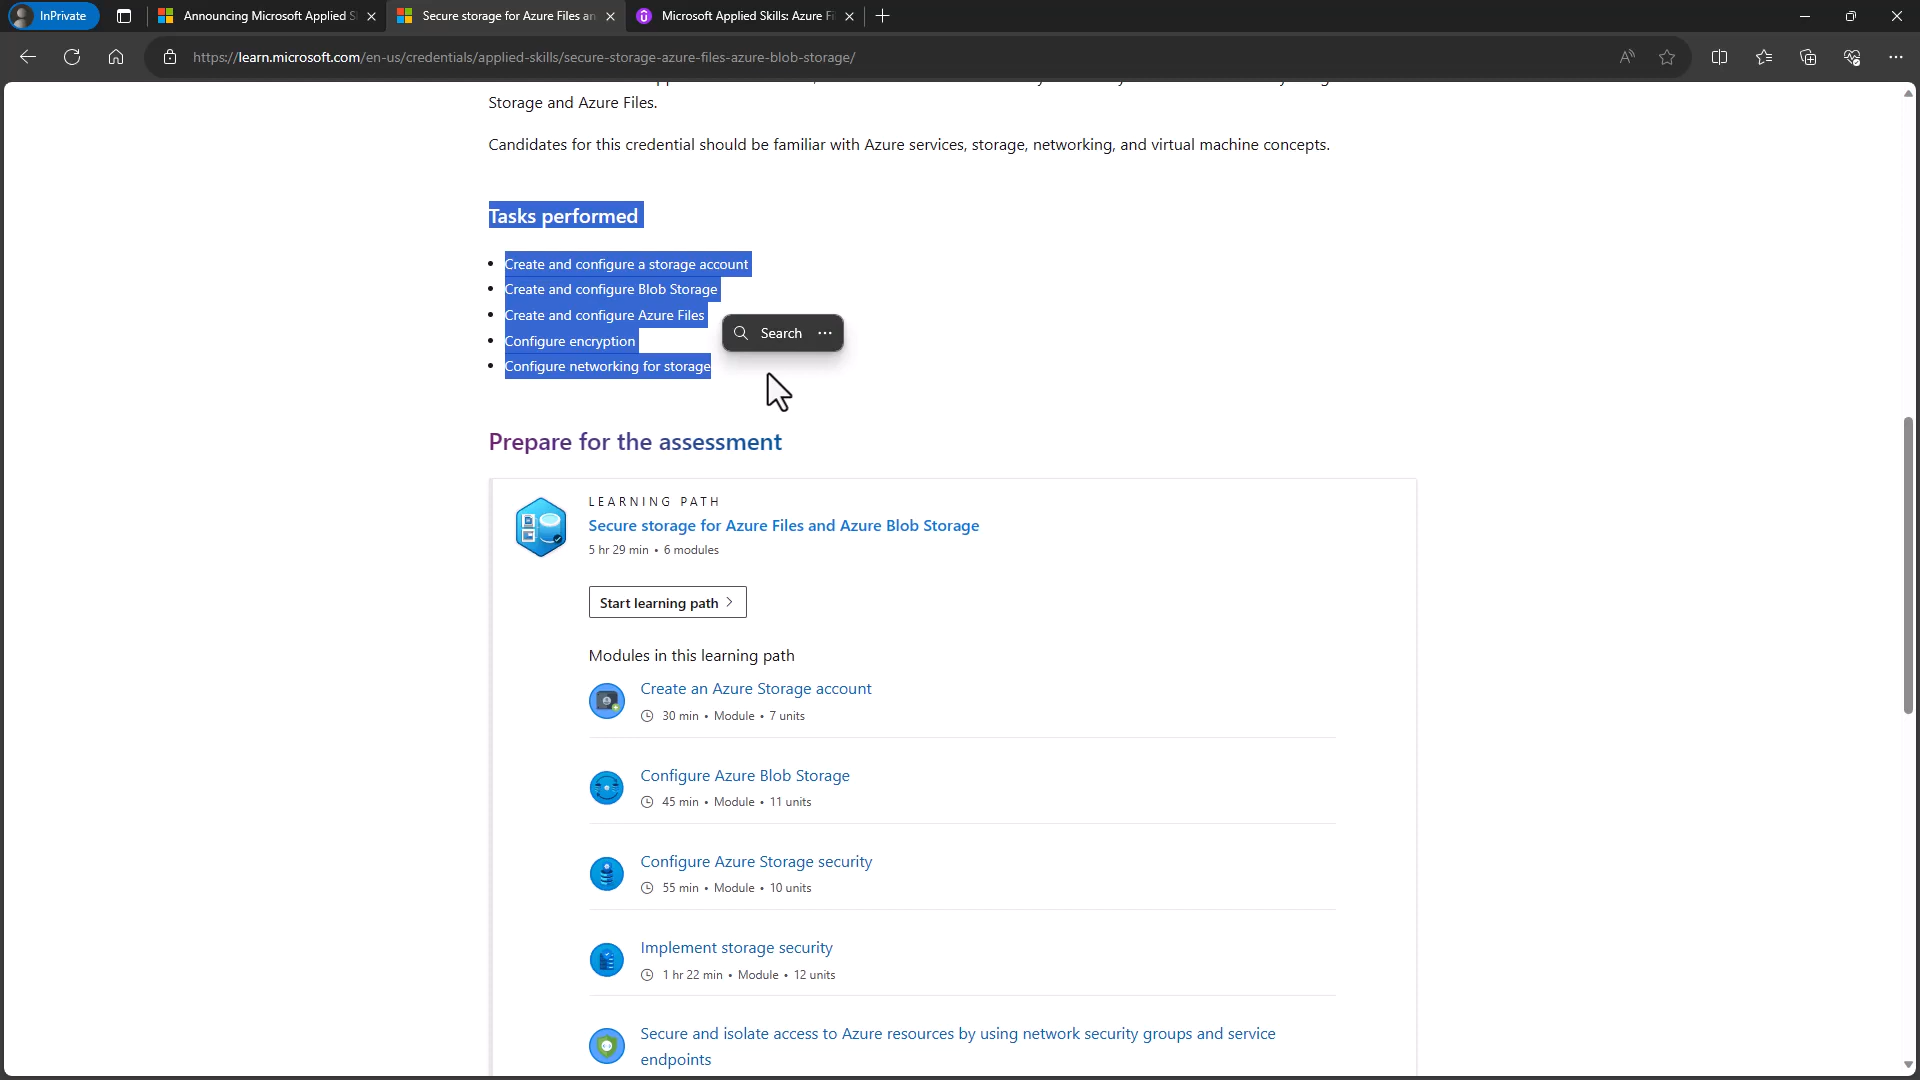 InPrivate
Announcing Microsoft Applied S
Secure storage for Azure Files an
Microsoft Applied Skills: Azure Fi
https://learn.microsoft.com/en-us/credentials/applied-skills/secure-storage-azure-files-azure-blob-storage/
Storage and Azure Files.
Candidates for this credential should be familiar with Azure services, storage, networking, and virtual machine concepts.
Tasks performed
• Create and configure a storage account
• Create and configure Blob Storage
• Create and configure Azure Files
Search ...
• Configure encryption
• Configure networking for storage
Prepare for the assessment
LEARNING PATH
Secure storage for Azure Files and Azure Blob Storage
5 hr 29 min • 6 modules
Start learning path >
Modules in this learning path
Create an Azure Storage account
30 min • Module • 7 units
Configure Azure Blob Storage
45 min • Module • 11 units
Configure Azure Storage security
55 min • Module • 10 units
Implement storage security
1 hr 22 min • Module • 12 units
Secure and isolate access to Azure resources by using network security groups and service
endpoints